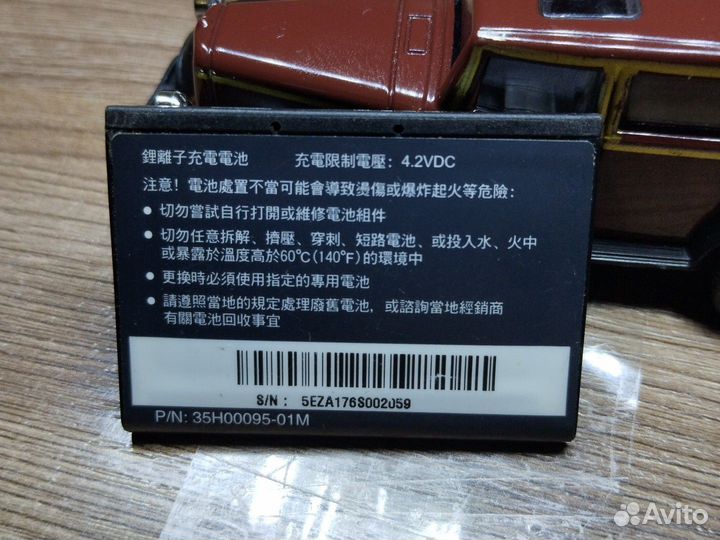 鋰離子充電電池 充電限制電壓：4.2VDC
注意！電池處置不當可能會導致燙傷或爆炸起火等危險：
● 切勿嘗試自行打開或維修電池組件
● 切勿任意拆解、擠壓、穿刺、短路電池、或投入水、火中
或暴露於溫度高於60℃(140℉)的環境中
● 更換時必須使用指定的專用電池
● 請遵照當地的規定處理廢舊電池，或諮詢當地經銷商
有關電池回收事宜
S/N : 5EZA176S002059
P/N: 35H00095-01M
Avito